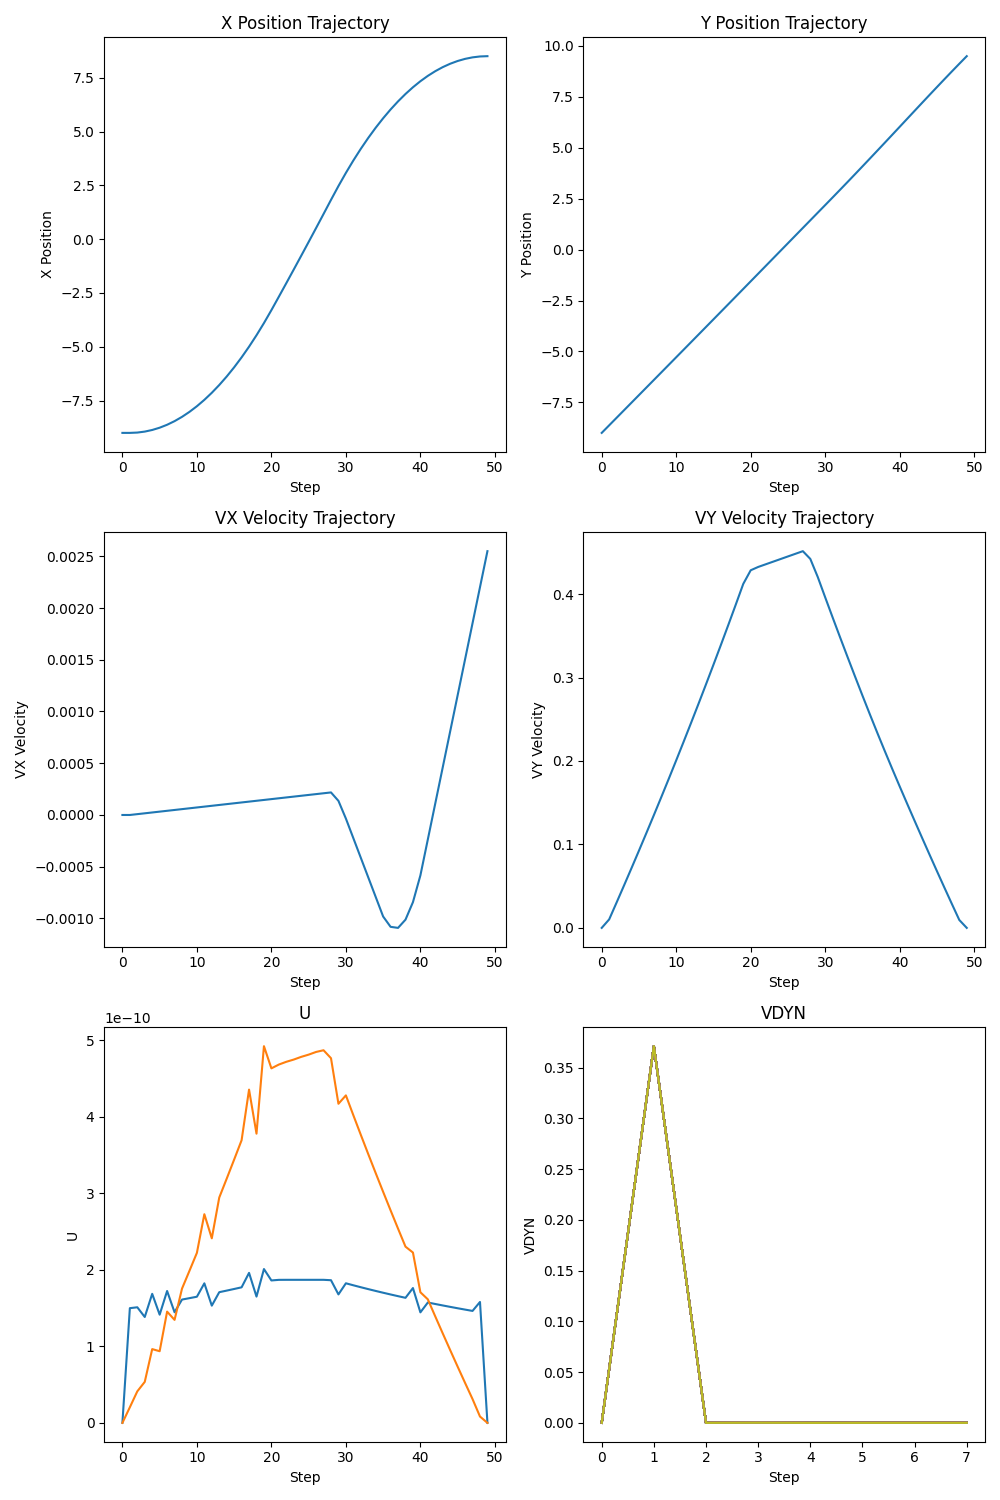 X Position Trajectory
7.5
5.0
2.5
0.0
−2.5
−5.0
−7.5
X Position
0 10 20 30 40 50
Step
Y Position Trajectory
10.0
7.5
5.0
2.5
0.0
−2.5
−5.0
−7.5
Y Position
0 10 20 30 40 50
Step
VX Velocity Trajectory
0.0025
0.0020
0.0015
0.0010
0.0005
0.0000
−0.0005
−0.0010
VX Velocity
0 10 20 30 40 50
Step
VY Velocity Trajectory
0.4
0.3
0.2
0.1
0.0
VY Velocity
0 10 20 30 40 50
Step
U
1e−10
5
4
3
2
1
0
U
0 10 20 30 40 50
Step
VDYN
0.35
0.30
0.25
0.20
0.15
0.10
0.05
0.00
VDYN
0 1 2 3 4 5 6 7
Step